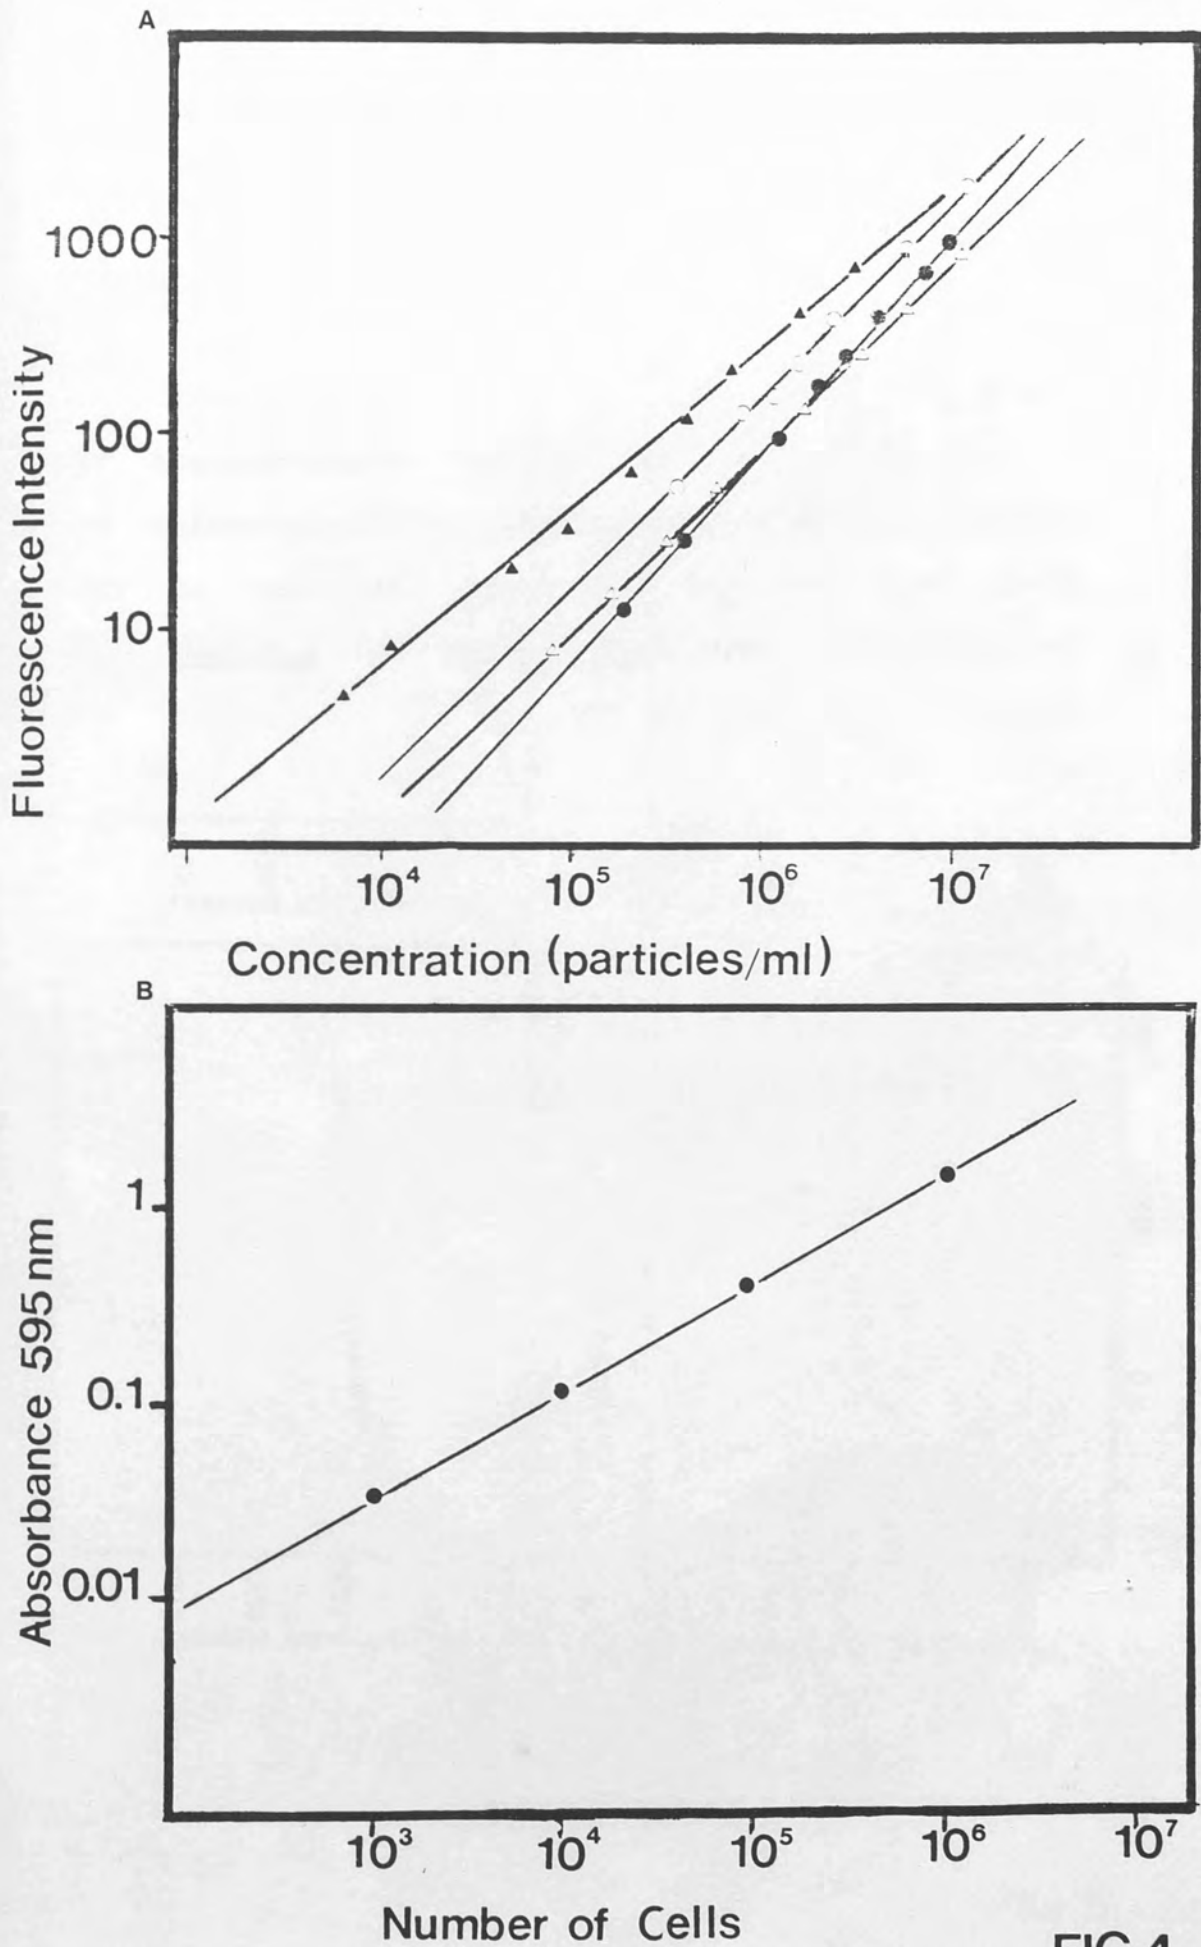 A
Fluorescence Intensity
1000
100
10
10⁴ 10⁵ 10⁶ 10⁷
Concentration (particles/ml)
B
Absorbance 595 nm
1
0.1
0.01
10³ 10⁴ 10⁵ 10⁶ 10⁷
Number of Cells